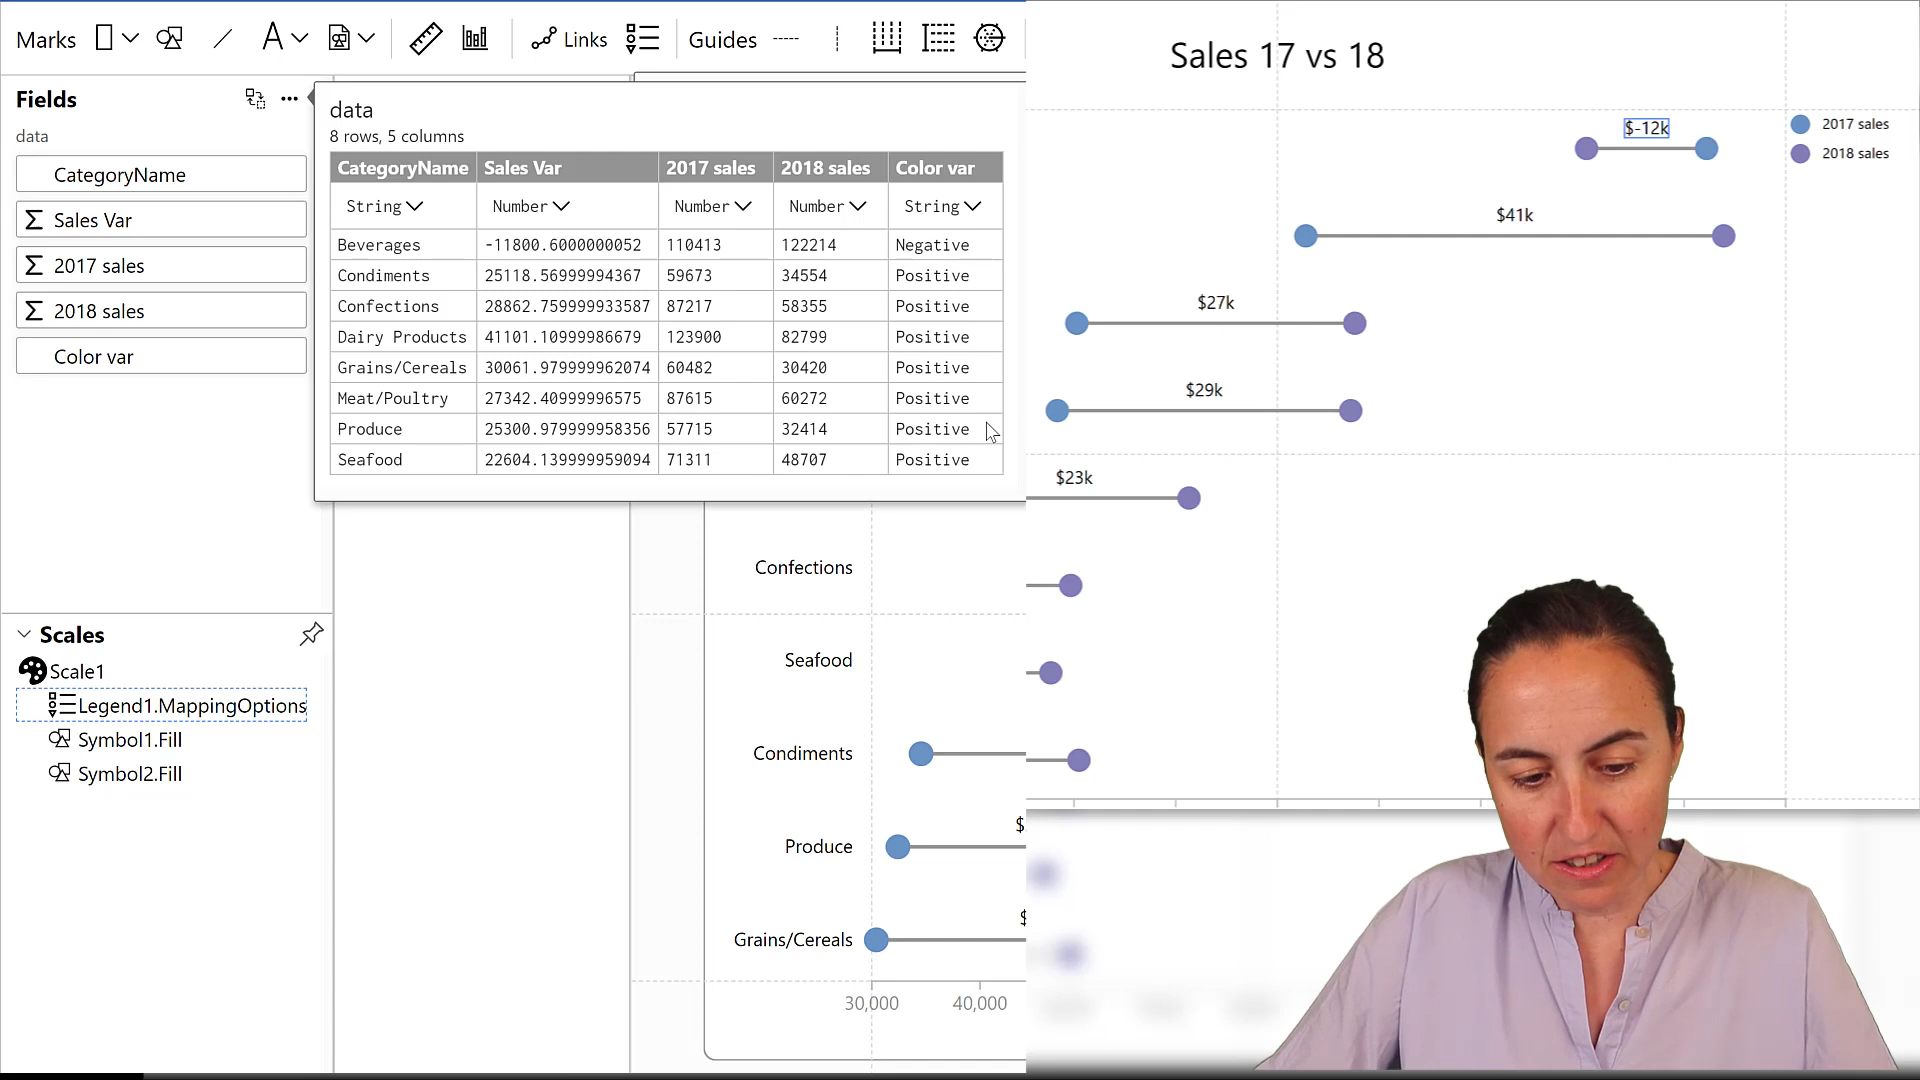 Marks
Links
Guides
Sales 17 vs 18
Fields
data
CategoryName
Sales Var
2017 sales
2018 sales
Color var
data
8 rows, 5 columns
CategoryName Sales Var 2017 sales 2018 sales Color var
String Number Number Number String
Beverages -11800.6000000052 110413 122214 Negative
Condiments 25118.56999994367 59673 34554 Positive
Confections 28862.759999933587 87217 58355 Positive
Dairy Products 41101.10999986679 123900 82799 Positive
Grains/Cereals 30061.979999962074 60482 30420 Positive
Meat/Poultry 27342.40999996575 87615 60272 Positive
Produce 25300.979999958356 57715 32414 Positive
Seafood 22604.139999959094 71311 48707 Positive
$-12k
2017 sales
2018 sales
$41k
$27k
$29k
$23k
Scales
Scale1
Legend1.MappingOptions
Symbol1.Fill
Symbol2.Fill
Confections
Seafood
Condiments
Produce
$
Grains/Cereals
$
30,000 40,000